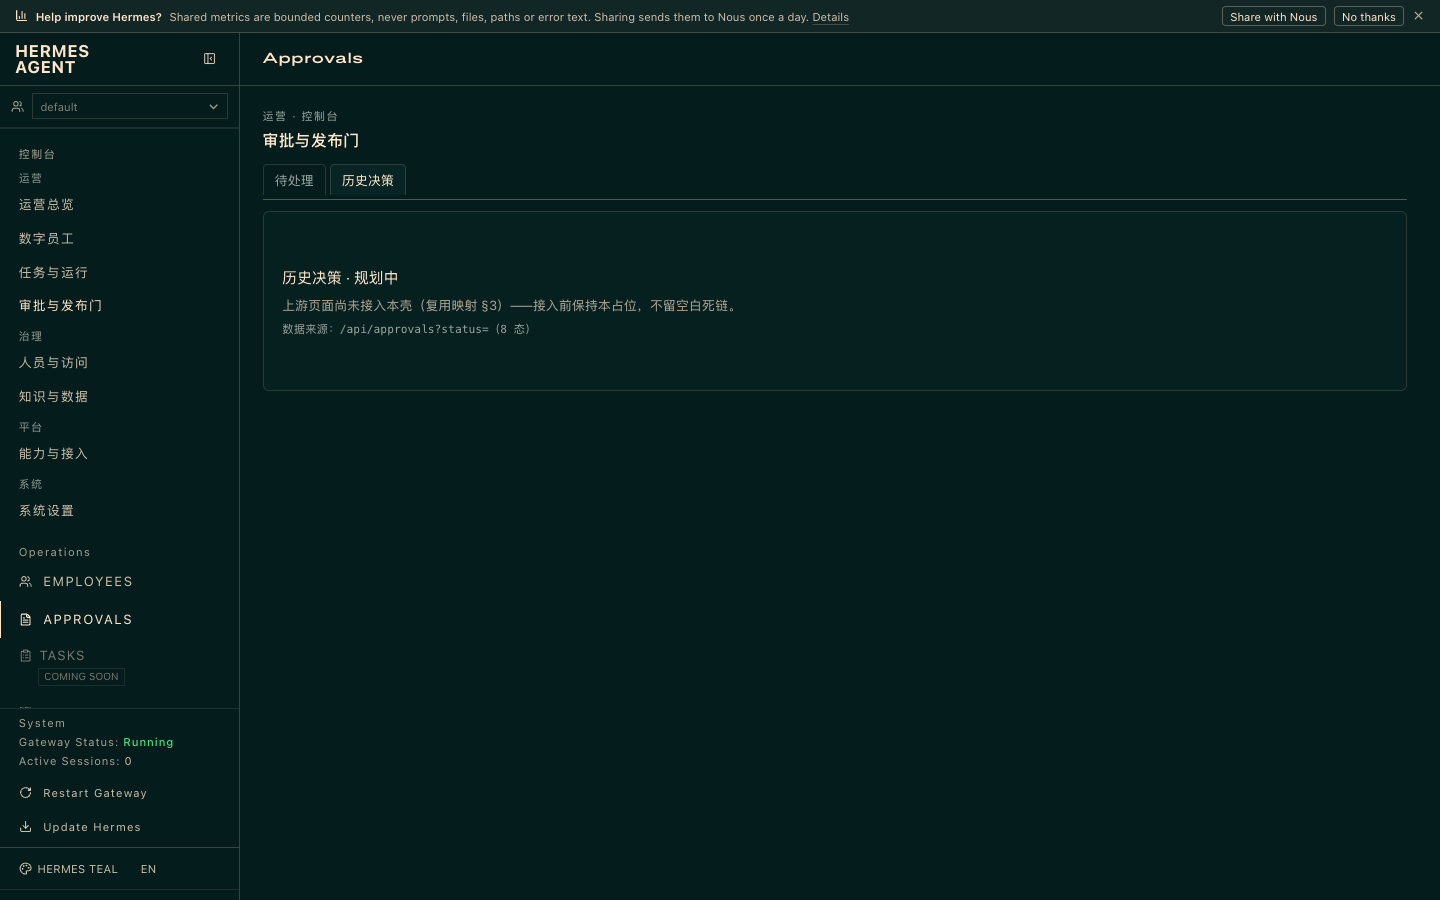 Help improve Hermes? Shared metrics are bounded counters, never prompts, files, paths or error text. Sharing sends them to Nous once a day. Details
Share with Nous
No thanks
HERMES
AGENT
Approvals
default
控制台
运营
运营总览
数字员工
任务与运行
审批与发布门
治理
人员与访问
知识与数据
平台
能力与接入
系统
系统设置
Operations
EMPLOYEES
APPROVALS
TASKS
COMING SOON
System
Gateway Status: Running
Active Sessions: 0
Restart Gateway
Update Hermes
HERMES TEAL
EN
运营 · 控制台
审批与发布门
待处理
历史决策
历史决策 · 规划中
上游页面尚未接入本壳（复用映射 §3）——接入前保持本占位，不留空白死链。
数据来源：/api/approvals?status=（8 态）